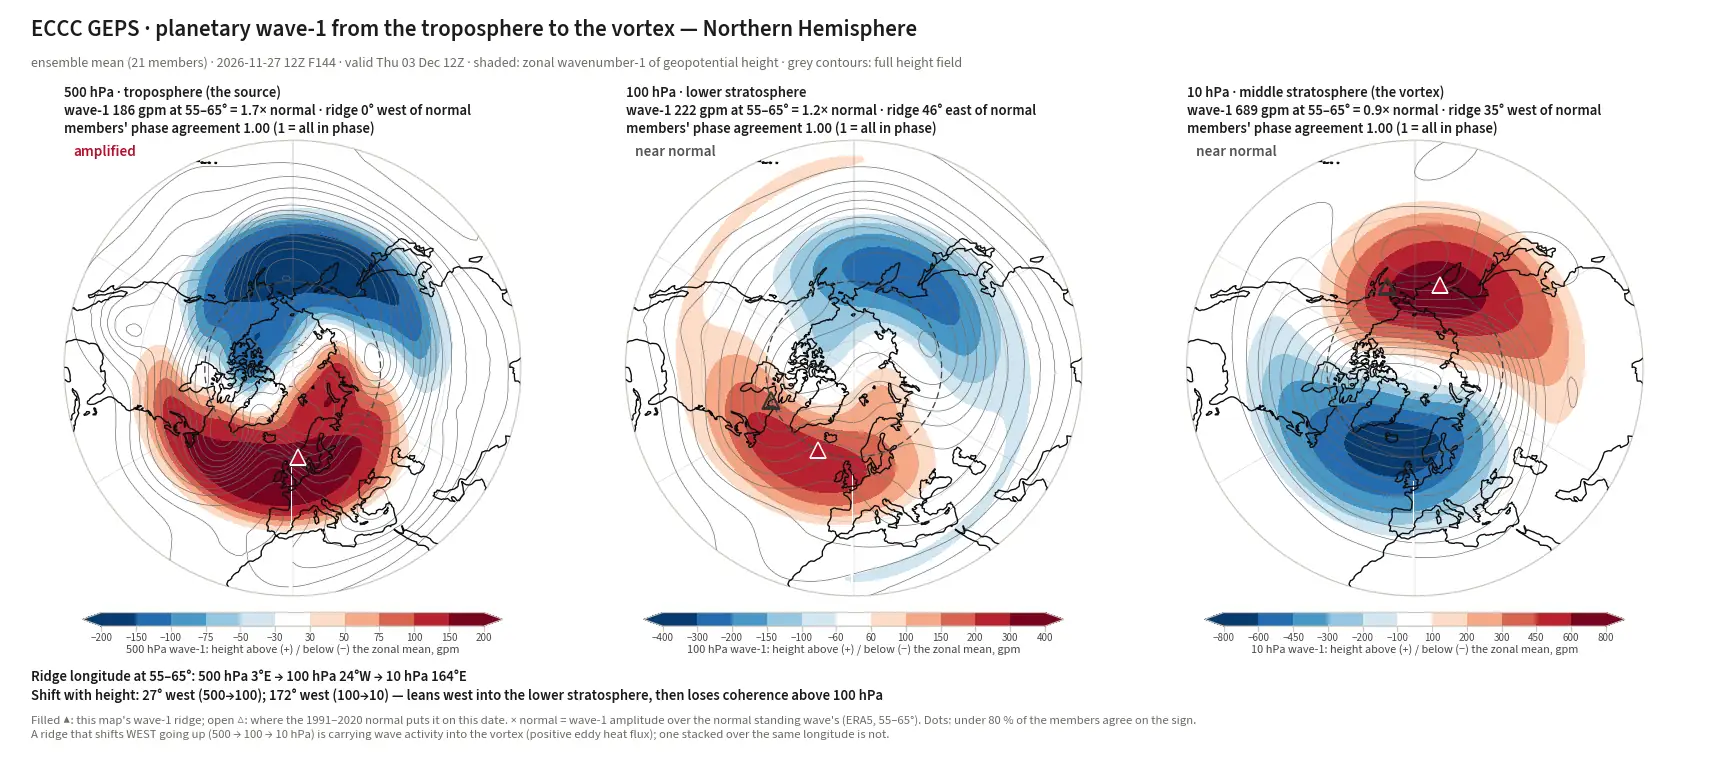 ECCC GEPS · planetary wave-1 from the troposphere to the vortex — Northern Hemisphere
ensemble mean (21 members) · 2026-11-27 12Z F144 · valid Thu 03 Dec 12Z · shaded: zonal wavenumber-1 of geopotential height · grey contours: full height field
500 hPa · troposphere (the source)
wave-1 186 gpm at 55–65° = 1.7× normal · ridge 0° west of normal
members' phase agreement 1.00 (1 = all in phase)
amplified
100 hPa · lower stratosphere
wave-1 222 gpm at 55–65° = 1.2× normal · ridge 46° east of normal
members' phase agreement 1.00 (1 = all in phase)
near normal
10 hPa · middle stratosphere (the vortex)
wave-1 689 gpm at 55–65° = 0.9× normal · ridge 35° west of normal
members' phase agreement 1.00 (1 = all in phase)
near normal
−200 −150 −100 −75 −50 −30 30 50 75 100 150 200
500 hPa wave-1: height above (+) / below (−) the zonal mean, gpm
−400 −300 −200 −150 −100 −60 60 100 150 200 300 400
100 hPa wave-1: height above (+) / below (−) the zonal mean, gpm
−800 −600 −450 −300 −200 −100 100 200 300 450 600 800
10 hPa wave-1: height above (+) / below (−) the zonal mean, gpm
Ridge longitude at 55–65°: 500 hPa 3°E → 100 hPa 24°W → 10 hPa 164°E
Shift with height: 27° west (500→100); 172° west (100→10) — leans west into the lower stratosphere, then loses coherence above 100 hPa
Filled ▲: this map's wave-1 ridge; open △: where the 1991–2020 normal puts it on this date. × normal = wave-1 amplitude over the normal standing wave's (ERA5, 55–65°). Dots: under 80 % of the members agree on the sign.
A ridge that shifts WEST going up (500 → 100 → 10 hPa) is carrying wave activity into the vortex (positive eddy heat flux); one stacked over the same longitude is not.